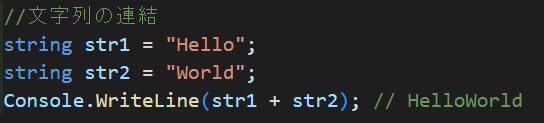 //文字列の連結
string str1 = "Hello";
string str2 = "World";
Console.WriteLine(str1 + str2); // HelloWorld